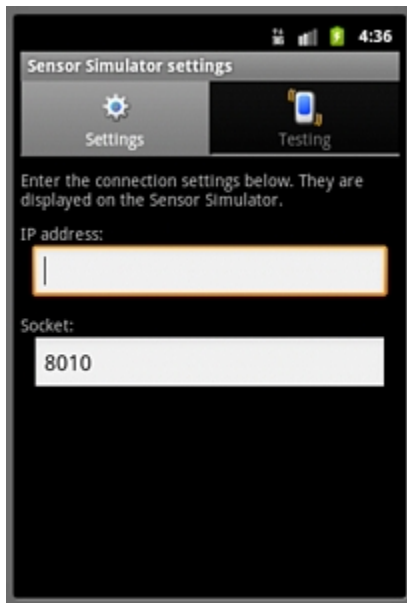 4:36
Sensor Simulator settings
Settings
Testing
Enter the connection settings below. They are
displayed on the Sensor Simulator.
IP address:
Socket:
8010